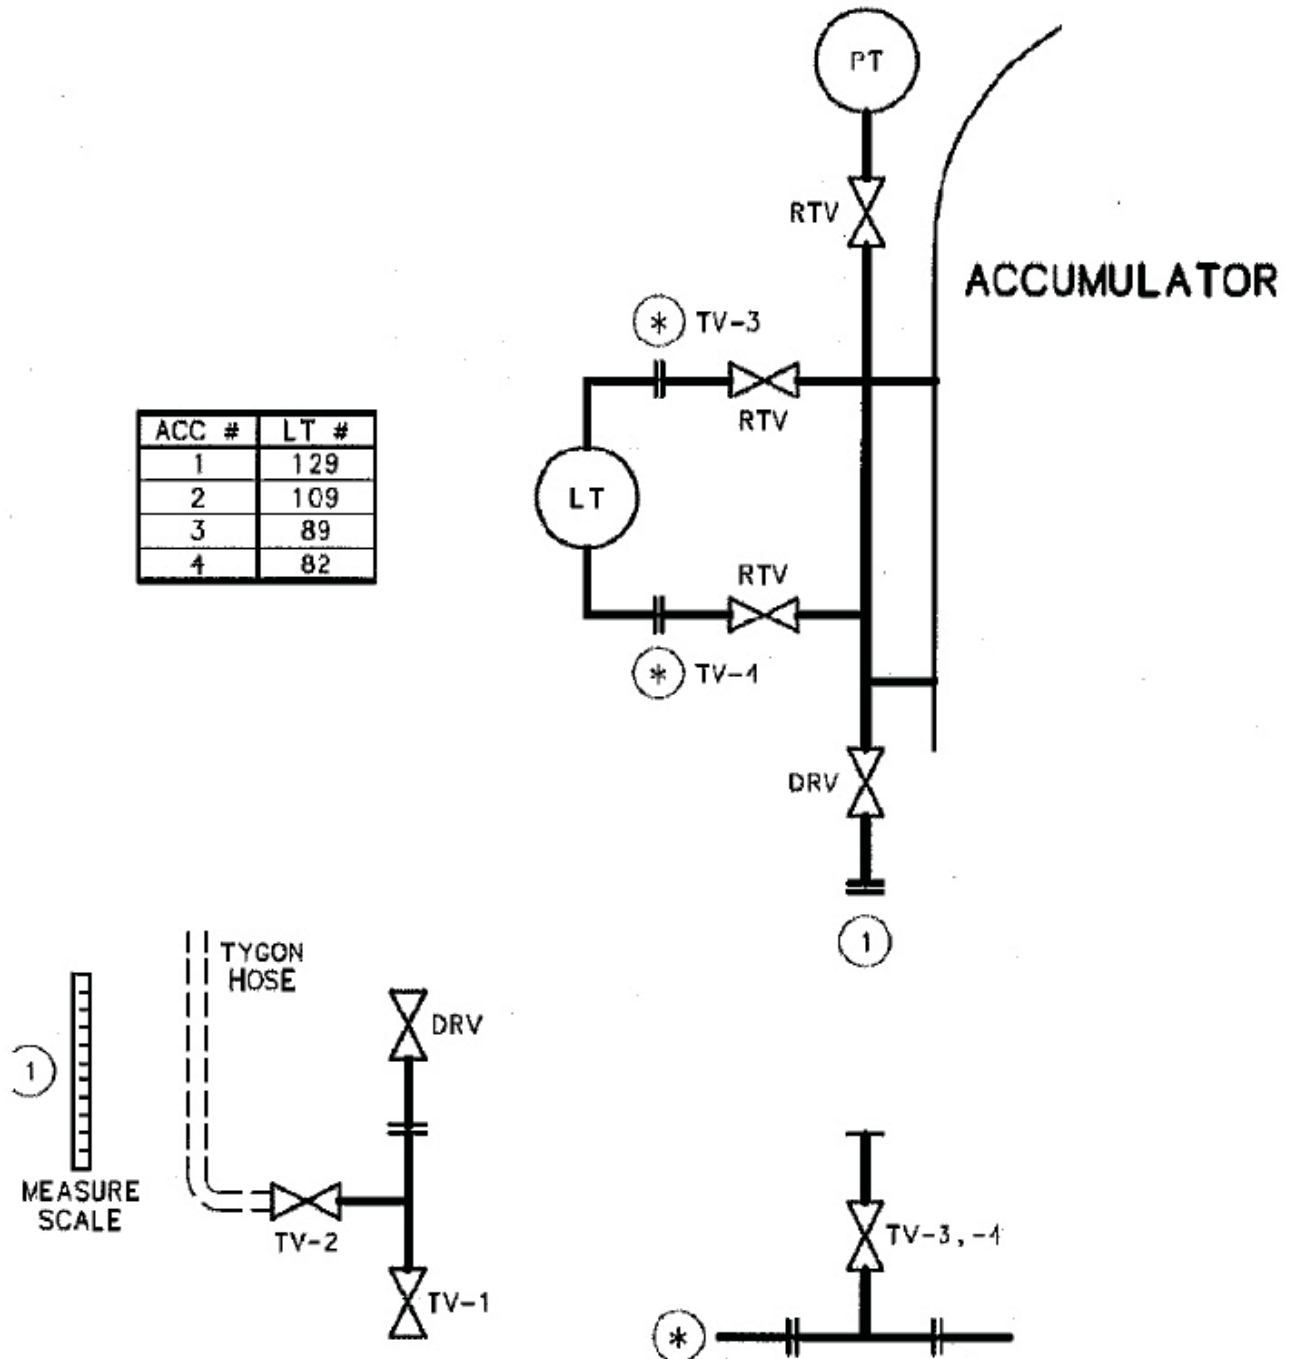 PT
RTV
ACCUMULATOR
* TV-3
RTV
ACC # LT #
1 129
2 109
3 89
4 82
LT
RTV
* TV-4
DRV
1
TYGON
HOSE
DRV
1
MEASURE
SCALE
TV-2
TV-1
TV-3,-4
*